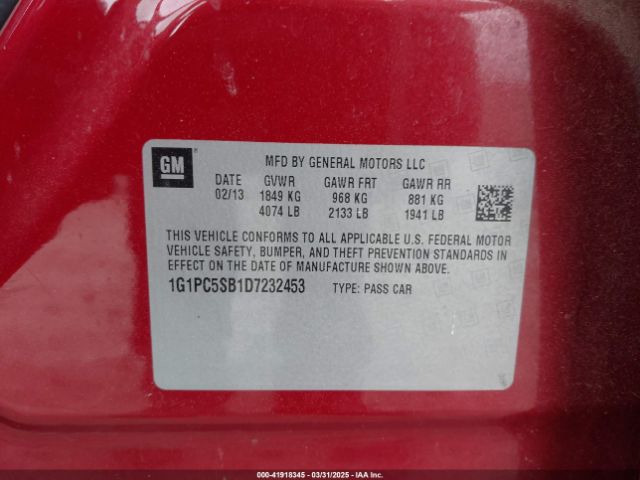 GM
MFD BY GENERAL MOTORS LLC
DATE GVWR GAWR FRT GAWR RR
02/13 1849 KG 968 KG 881 KG
4074 LB 2133 LB 1941 LB
THIS VEHICLE CONFORMS TO ALL APPLICABLE U.S. FEDERAL MOTOR
VEHICLE SAFETY, BUMPER, AND THEFT PREVENTION STANDARDS IN
EFFECT ON THE DATE OF MANUFACTURE SHOWN ABOVE.
1G1PC5SB1D7232453 TYPE: PASS CAR
000-41918345 - 03/31/2025 - IAA Inc.